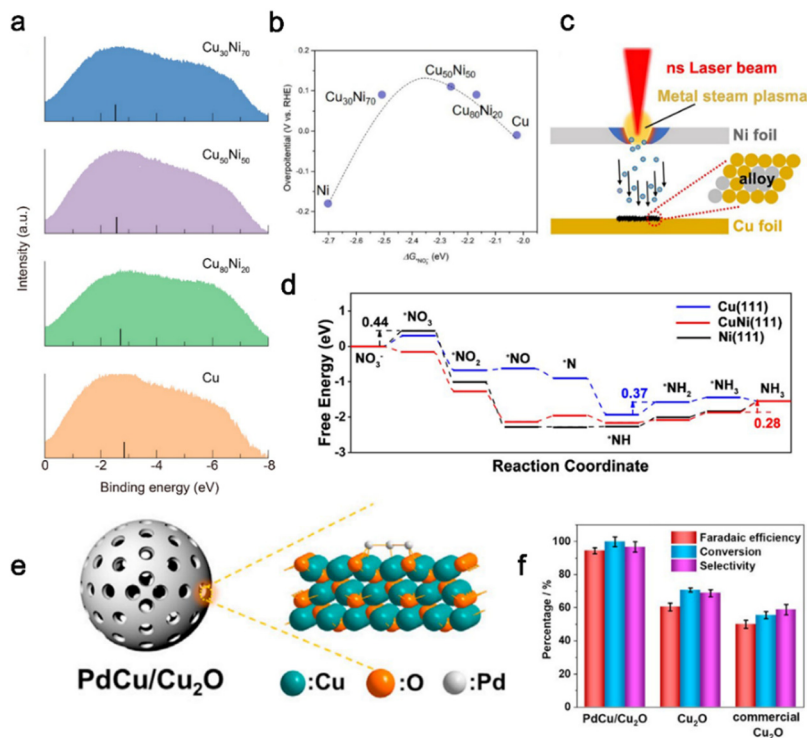 a
Cu30Ni70
Cu50Ni50
Cu80Ni20
Cu
Intensity (a.u.)
0 -2 -4 -6 -8
Binding energy (eV)
b
Overpoitential (V vs. RHE)
0.2
0.1
0.0
-0.1
-0.2
Cu30Ni70
Cu50Ni50
Cu80Ni20
Cu
Ni
-2.7 -2.6 -2.5 -2.4 -2.3 -2.2 -2.1 -2.0
ΔG*NO3- (eV)
c
ns Laser beam
Metal steam plasma
Ni foil
alloy
Cu foil
d
Free Energy (eV)
1
0
-1
-2
-3
0.44
NO3-
*NO3
*NO2
*NO
*N
*NH
0.37
*NH2
*NH3
NH3
0.28
Cu(111)
CuNi(111)
Ni(111)
Reaction Coordinate
e
PdCu/Cu2O
:Cu :O :Pd
f
Percentage / %
100
80
60
40
20
0
Faradaic efficiency
Conversion
Selectivity
PdCu/Cu2O Cu2O commercial
Cu2O